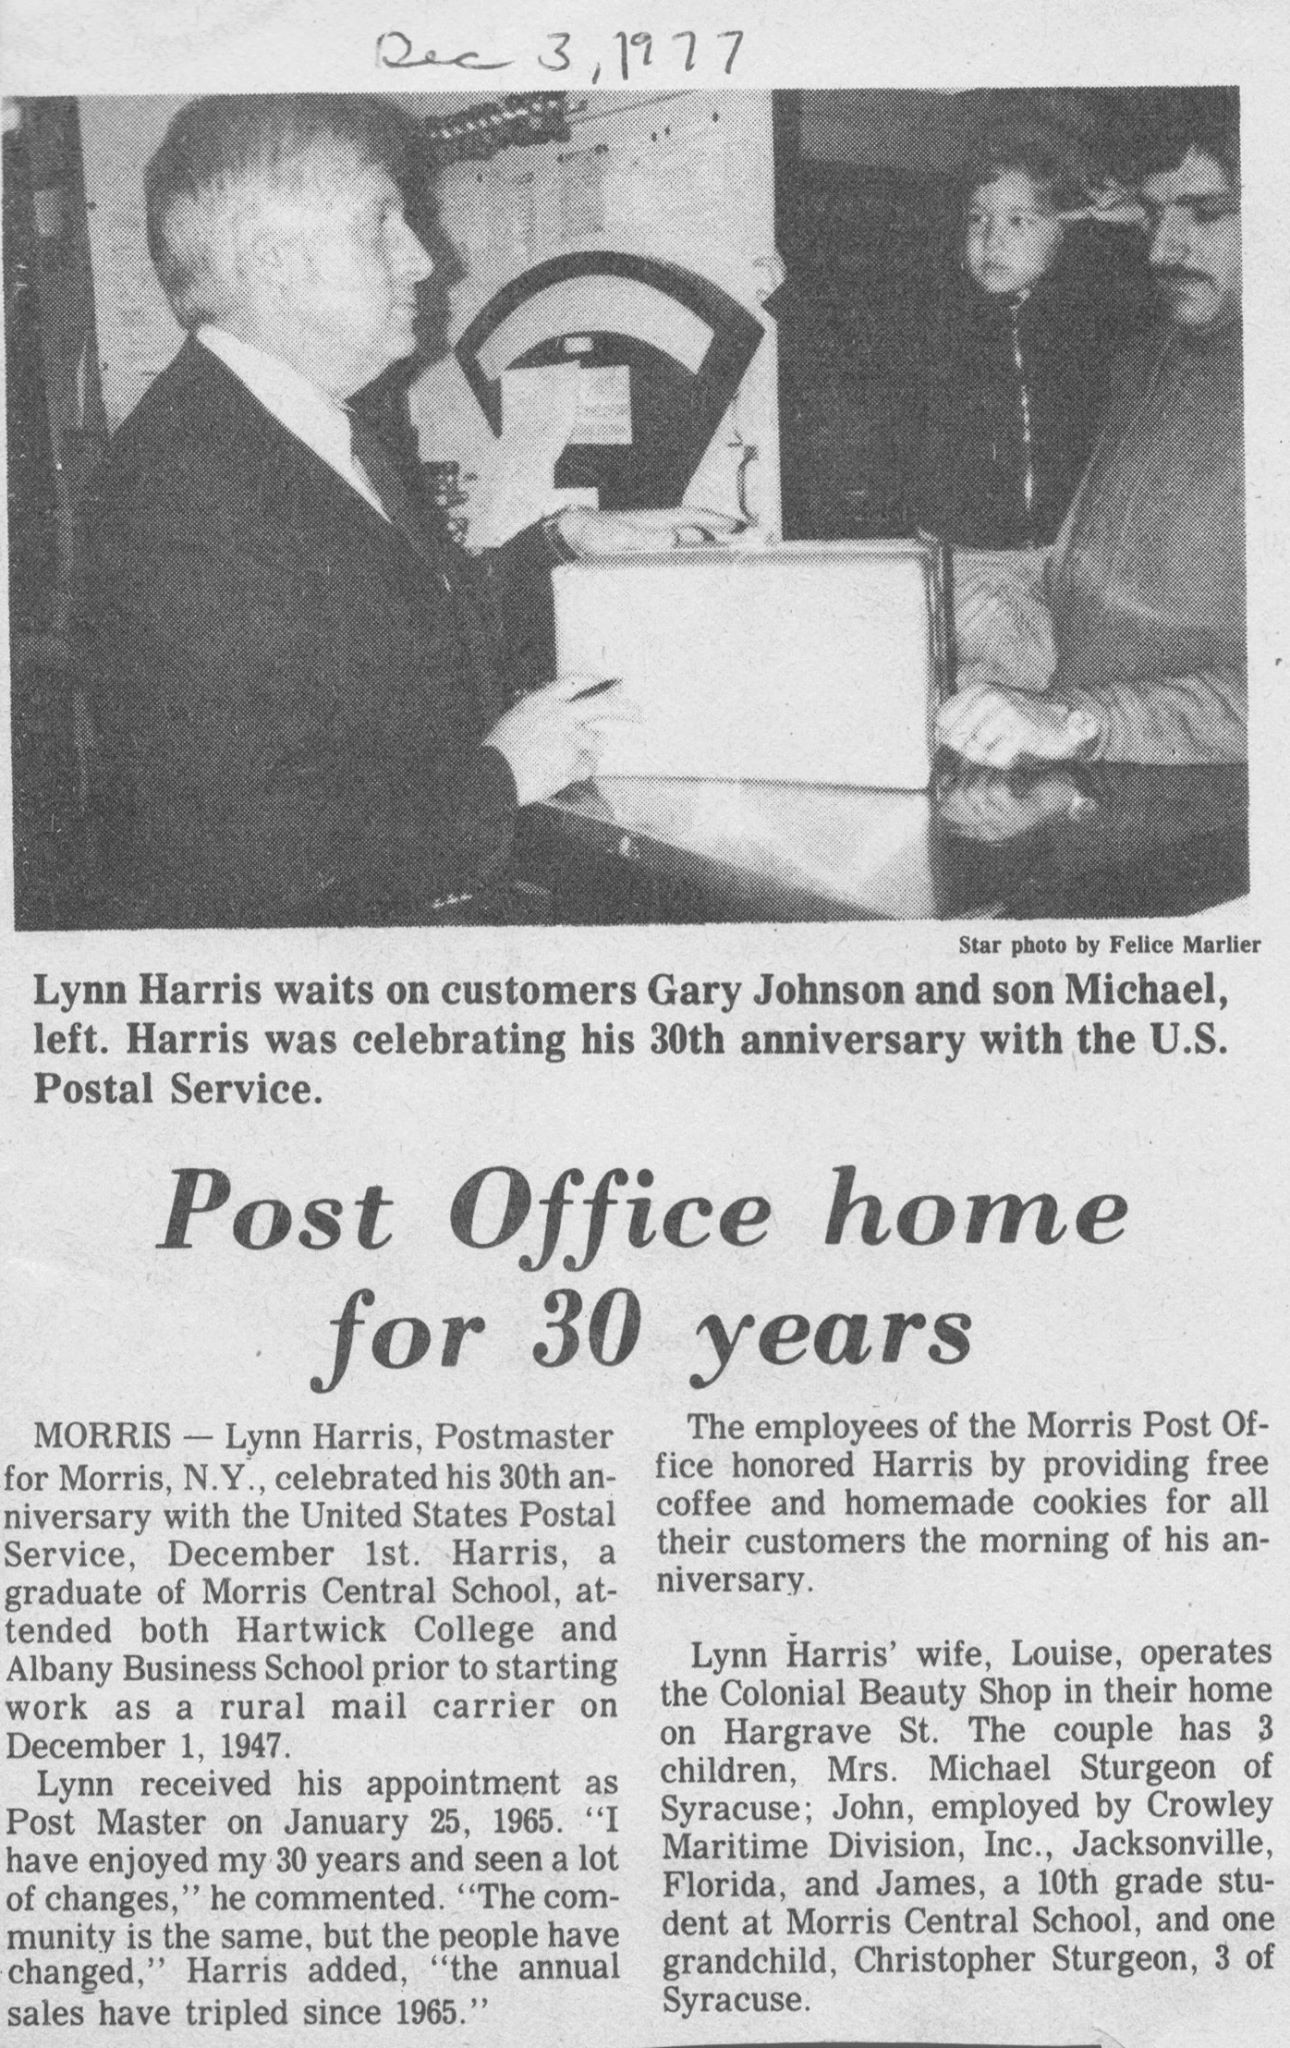 Dec 3, 1977
Star photo by Felice Marlier
Lynn Harris waits on customers Gary Johnson and son Michael,
left. Harris was celebrating his 30th anniversary with the U.S.
Postal Service.
Post Office home
for 30 years
MORRIS — Lynn Harris, Postmaster
for Morris, N.Y., celebrated his 30th an-
niversary with the United States Postal
Service, December 1st. Harris, a
graduate of Morris Central School, at-
tended both Hartwick College and
Albany Business School prior to starting
work as a rural mail carrier on
December 1, 1947.
Lynn received his appointment as
Post Master on January 25, 1965. "I
have enjoyed my 30 years and seen a lot
of changes," he commented. "The com-
munity is the same, but the people have
changed," Harris added, "the annual
sales have tripled since 1965."
The employees of the Morris Post Of-
fice honored Harris by providing free
coffee and homemade cookies for all
their customers the morning of his an-
niversary.
Lynn Harris' wife, Louise, operates
the Colonial Beauty Shop in their home
on Hargrave St. The couple has 3
children, Mrs. Michael Sturgeon of
Syracuse; John, employed by Crowley
Maritime Division, Inc., Jacksonville,
Florida, and James, a 10th grade stu-
dent at Morris Central School, and one
grandchild, Christopher Sturgeon, 3 of
Syracuse.